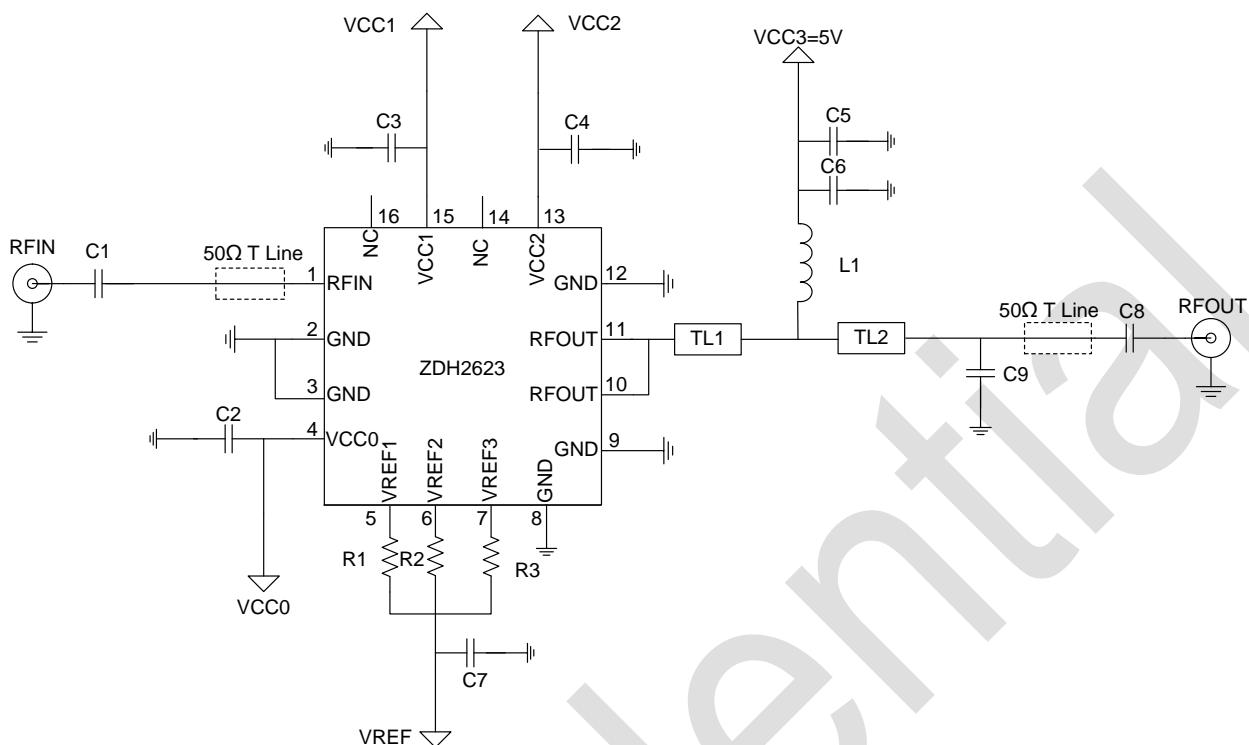 VCC1
VCC2
VCC3=5V
C3
C4
C5
C6
16
15
14
13
NC
VCC1
NC
VCC2
RFIN
C1
50Ω T Line
1
RFIN
GND
12
L1
2
GND
RFOUT
11
TL1
TL2
50Ω T Line
C8
RFOUT
ZDH2623
3
GND
RFOUT
10
C9
C2
4
VCC0
GND
9
VREF1
VREF2
VREF3
GND
5
6
7
8
R1
R2
R3
VCC0
C7
VREF
ential